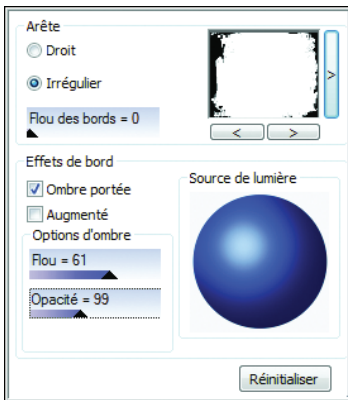 Arête
Droit
Irrégulier
Flou des bords = 0
>
< >
Effets de bord
Ombre portée
Source de lumière
Augmenté
Options d'ombre
Flou = 61
Opacité = 99
Réinitialiser